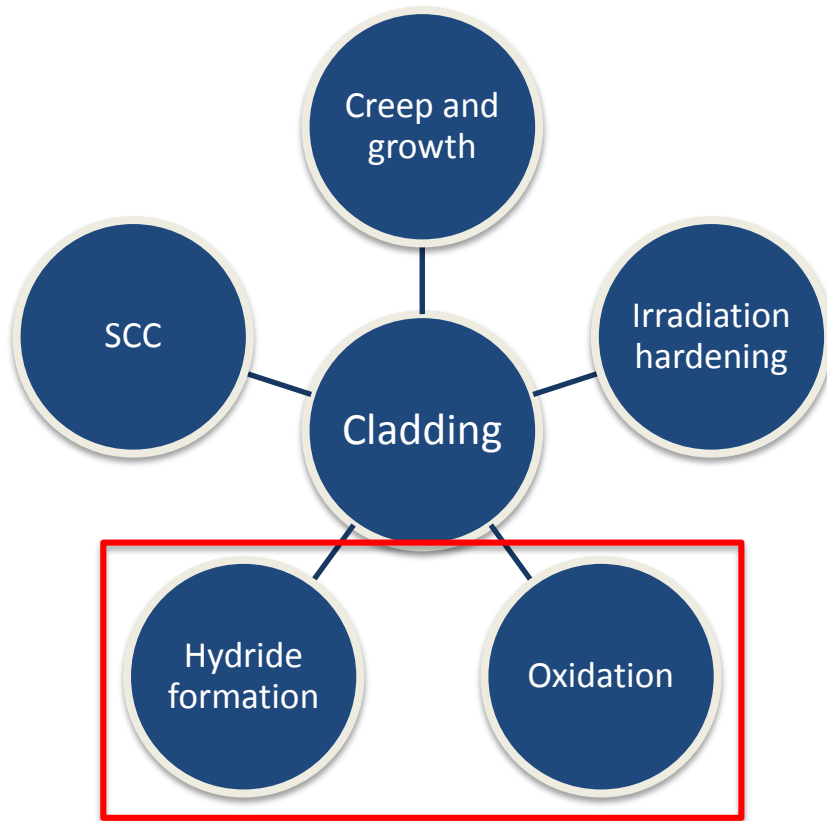 Creep and
growth
SCC
Irradiation
hardening
Cladding
Hydride
formation
Oxidation